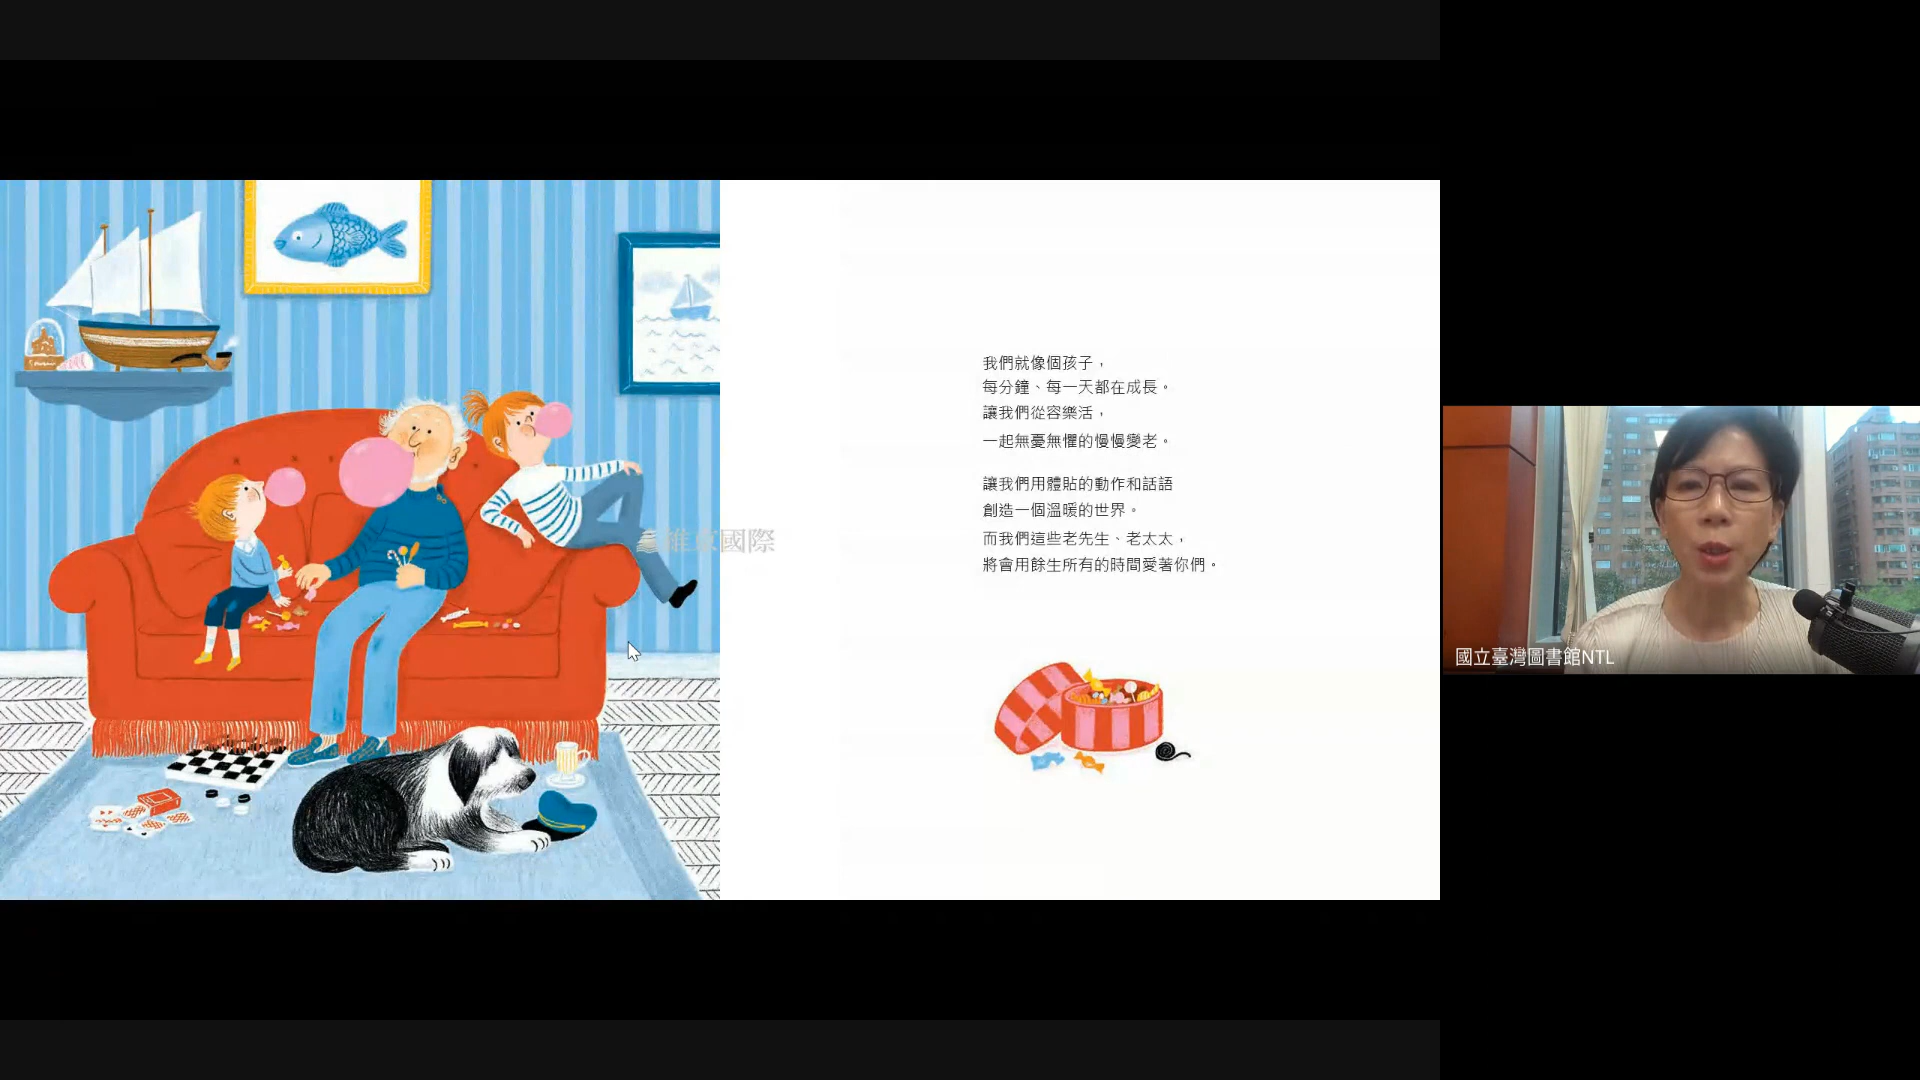 我們就像個孩子，
每分鐘、每一天都在成長。
讓我們從容樂活，
一起無憂無懼的慢慢變老。
讓我們用體貼的動作和話語
創造一個溫暖的世界。
而我們這些老先生、老太太，
將會用餘生所有的時間愛著你們。
國際
國立臺灣圖書館NTL